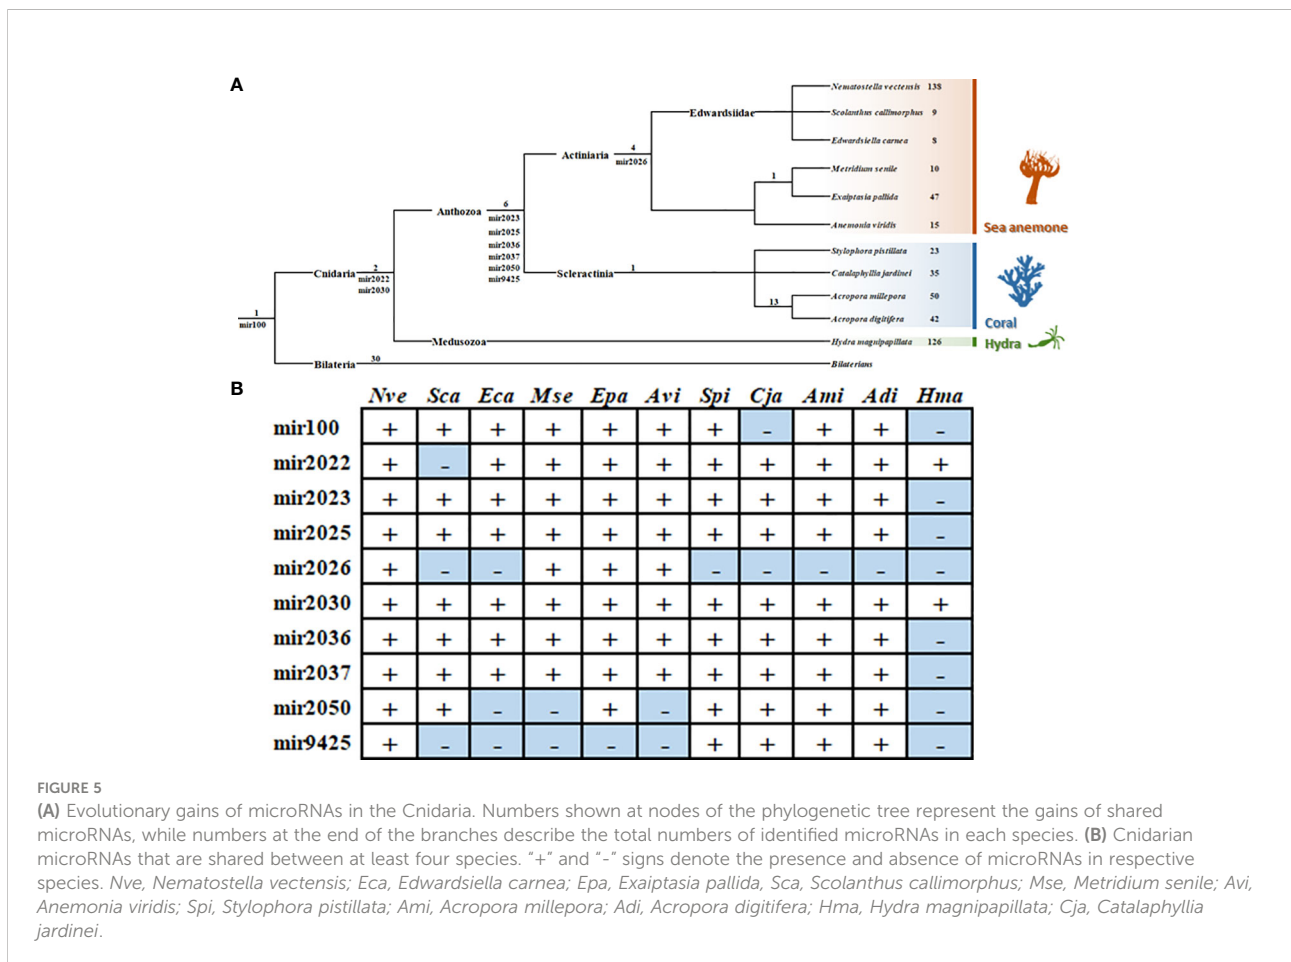 A
Nematostella vectensis 138
Edwardsiidae
Scolanthus callimorphus 9
Edwardsiella carnea 8
Actiniaria
4
mir2026
Metridium senile 10
1
Exaiptasia pallida 47
Anemonia viridis 15
Sea anemone
Anthozoa
6
mir2023
mir2025
mir2036
mir2037
mir2050
mir9425
Stylophora pistillata 23
Scleractinia
1
Catalaphyllia jardinei 35
Acropora millepora 50
13
Acropora digitifera 42
Coral
Cnidaria
2
mir2022
mir2030
1
mir100
Medusozoa
Hydra magnipapillata 126
Hydra
Bilateria
30
Bilaterians
B
Nve Sca Eca Mse Epa Avi Spi Cja Ami Adi Hma
mir100 + + + + + + + - + + -
mir2022 + - + + + + + + + + +
mir2023 + + + + + + + + + + -
mir2025 + + + + + + + + + + -
mir2026 + - - + + + - - - - -
mir2030 + + + + + + + + + + +
mir2036 + + + + + + + + + + -
mir2037 + + + + + + + + + + -
mir2050 + + - - + - + + + + -
mir9425 + - - - - - + + + + -
FIGURE 5
(A) Evolutionary gains of microRNAs in the Cnidaria. Numbers shown at nodes of the phylogenetic tree represent the gains of shared
microRNAs, while numbers at the end of the branches describe the total numbers of identified microRNAs in each species. (B) Cnidarian
microRNAs that are shared between at least four species. “+” and “-” signs denote the presence and absence of microRNAs in respective
species. Nve, Nematostella vectensis; Eca, Edwardsiella carnea; Epa, Exaiptasia pallida, Sca, Scolanthus callimorphus; Mse, Metridium senile; Avi,
Anemonia viridis; Spi, Stylophora pistillata; Ami, Acropora millepora; Adi, Acropora digitifera; Hma, Hydra magnipapillata; Cja, Catalaphyllia
jardinei.